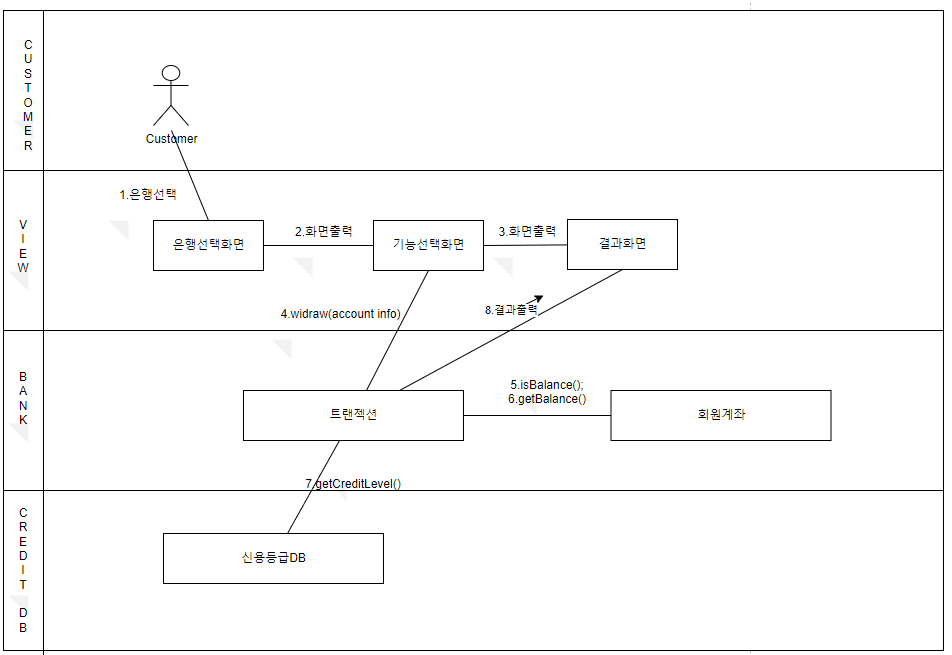 CUSTOMER
Customer
1.은행선택
VIEW
은행선택화면
2.화면출력
기능선택화면
3.화면출력
결과화면
4.widraw(account info)
8.결과출력
BANK
트랜젝션
5.isBalance();
6.getBalance()
회원계좌
7.getCreditLevel()
CREDIT DB
신용등급DB